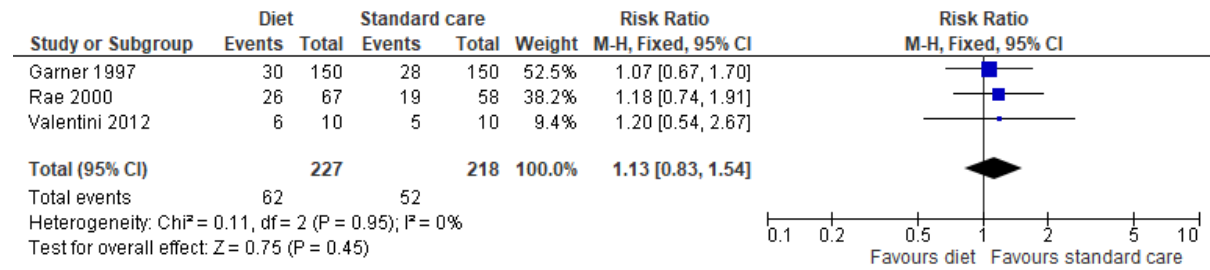 Diet Standard care Risk Ratio Risk Ratio
Study or Subgroup Events Total Events Total Weight M-H, Fixed, 95% CI M-H, Fixed, 95% CI
Garner 1997 30 150 28 150 52.5% 1.07 [0.67, 1.70]
Rae 2000 26 67 19 58 38.2% 1.18 [0.74, 1.91]
Valentini 2012 6 10 5 10 9.4% 1.20 [0.54, 2.67]
Total (95% CI) 227 218 100.0% 1.13 [0.83, 1.54]
Total events 62 52
Heterogeneity: Chi² = 0.11, df = 2 (P = 0.95); I² = 0%
Test for overall effect: Z = 0.75 (P = 0.45)
0.1 0.2 0.5 1 2 5 10
Favours diet Favours standard care